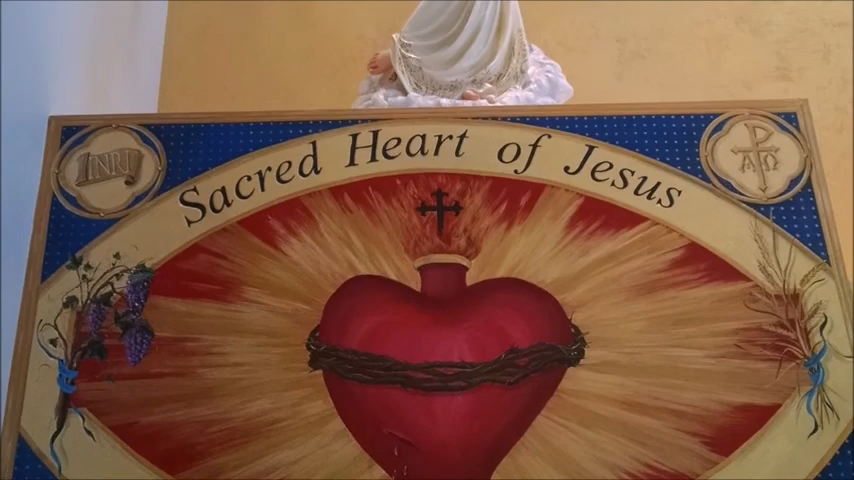 INRI
Sacred Heart of Jesus
P
A Ω